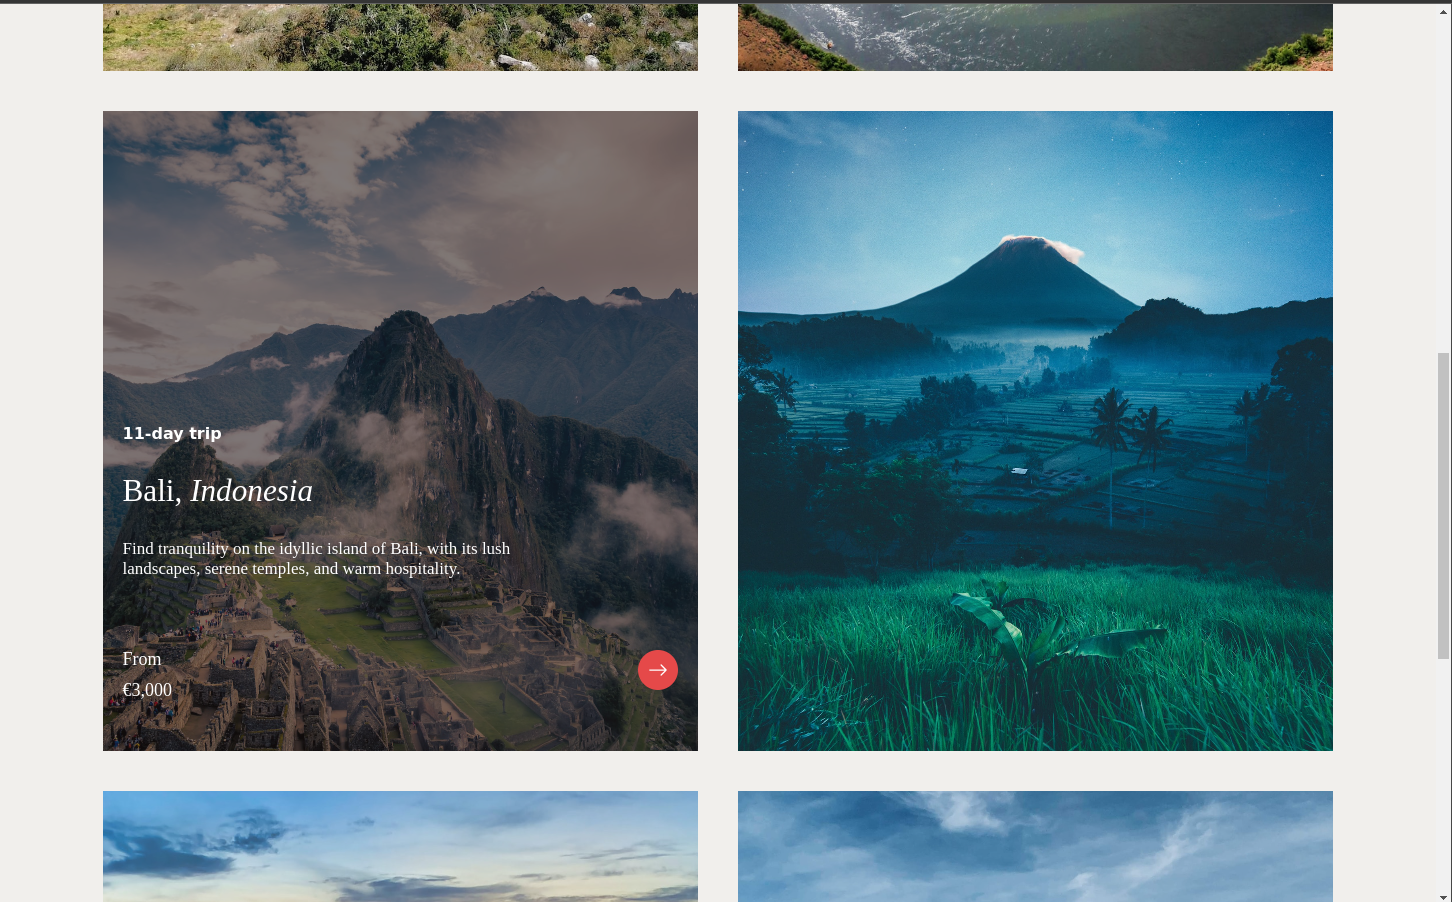 11-day trip
Bali, Indonesia
Find tranquility on the idyllic island of Bali, with its lush
landscapes, serene temples, and warm hospitality.
From
€3,000